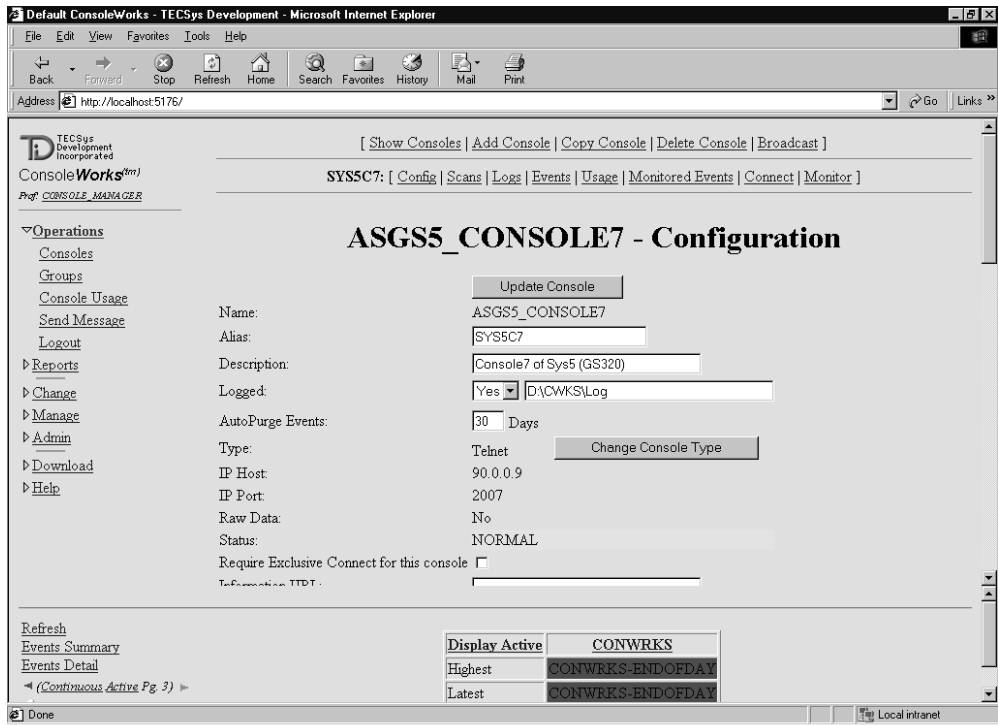 Default ConsoleWorks - TECSys Development - Microsoft Internet Explorer
File Edit View Favorites Tools Help
Back Forward Stop Refresh Home Search Favorites History Mail Print
Address http://localhost:5176/ Go Links »
TECSys
Development
Incorporated
ConsoleWorks(tm)
Prof: CONSOLE_MANAGER
Operations
Consoles
Groups
Console Usage
Send Message
Logout
Reports
Change
Manage
Admin
Download
Help
[ Show Consoles | Add Console | Copy Console | Delete Console | Broadcast ]
SYS5C7: [ Config | Scans | Logs | Events | Usage | Monitored Events | Connect | Monitor ]
ASGS5_CONSOLE7 - Configuration
Update Console
Name: ASGS5_CONSOLE7
Alias: SYS5C7
Description: Console7 of Sys5 (GS320)
Logged: Yes D:\CWKS\Log
AutoPurge Events: 30 Days
Type: Telnet Change Console Type
IP Host: 90.0.0.9
IP Port: 2007
Raw Data: No
Status: NORMAL
Require Exclusive Connect for this console
Information URL:
Refresh
Events Summary
Events Detail
(Continuous Active Pg. 3)
Display Active CONWRKS
Highest CONWRKS-ENDOFDAY
Latest CONWRKS-ENDOFDAY
Done Local intranet